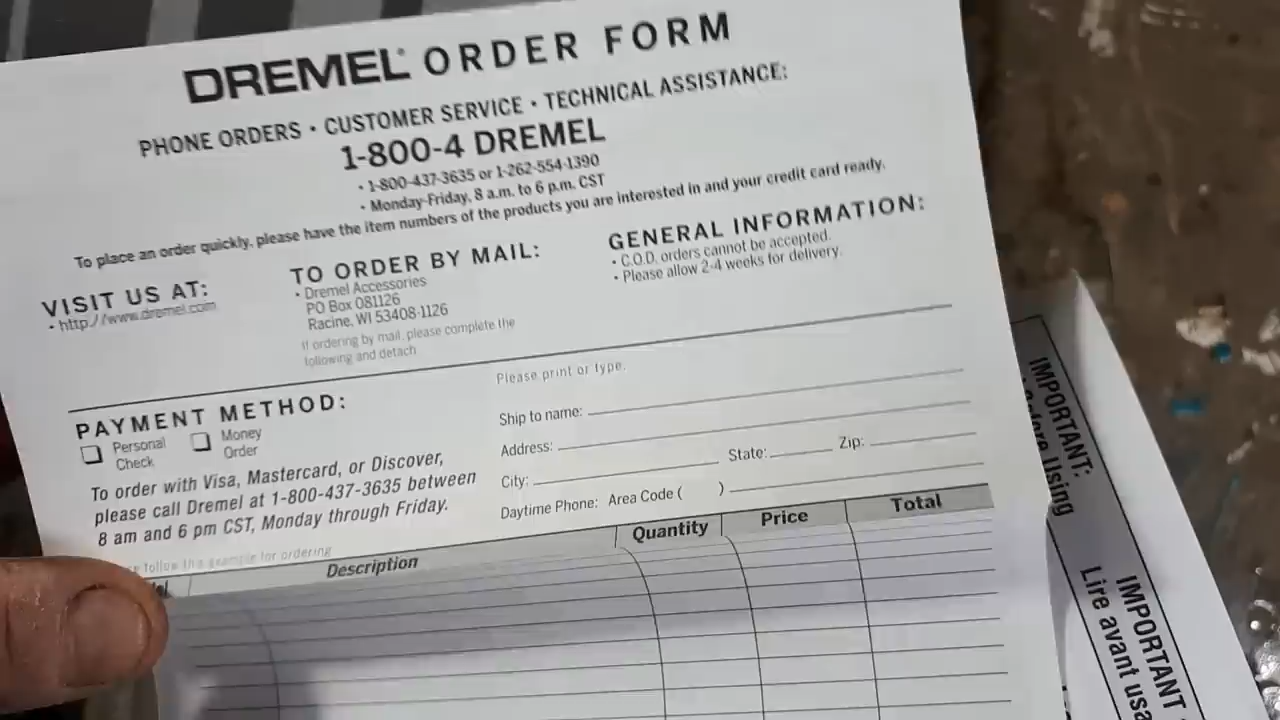 DREMEL® ORDER FORM
PHONE ORDERS • CUSTOMER SERVICE • TECHNICAL ASSISTANCE:
1-800-4 DREMEL
• 1-800-437-3635 or 1-262-554-1390
• Monday-Friday, 8 a.m. to 6 p.m. CST
To place an order quickly, please have the item numbers of the products you are interested in and your credit card ready.
VISIT US AT:
• http://www.dremel.com
TO ORDER BY MAIL:
• Dremel Accessories
PO Box 081126
Racine, WI 53408-1126
If ordering by mail, please complete the
following and detach
GENERAL INFORMATION:
• C.O.D. orders cannot be accepted.
• Please allow 2-4 weeks for delivery.
PAYMENT METHOD:
Personal
Check
Money
Order
To order with Visa, Mastercard, or Discover,
please call Dremel at 1-800-437-3635 between
8 am and 6 pm CST, Monday through Friday.
Please print or type.
Ship to name:
Address:
City: State: Zip:
Daytime Phone: Area Code ( )
follow the example for ordering
Description Quantity Price Total
IMPORTANT:
Using
IMPORTANT
Lire avant